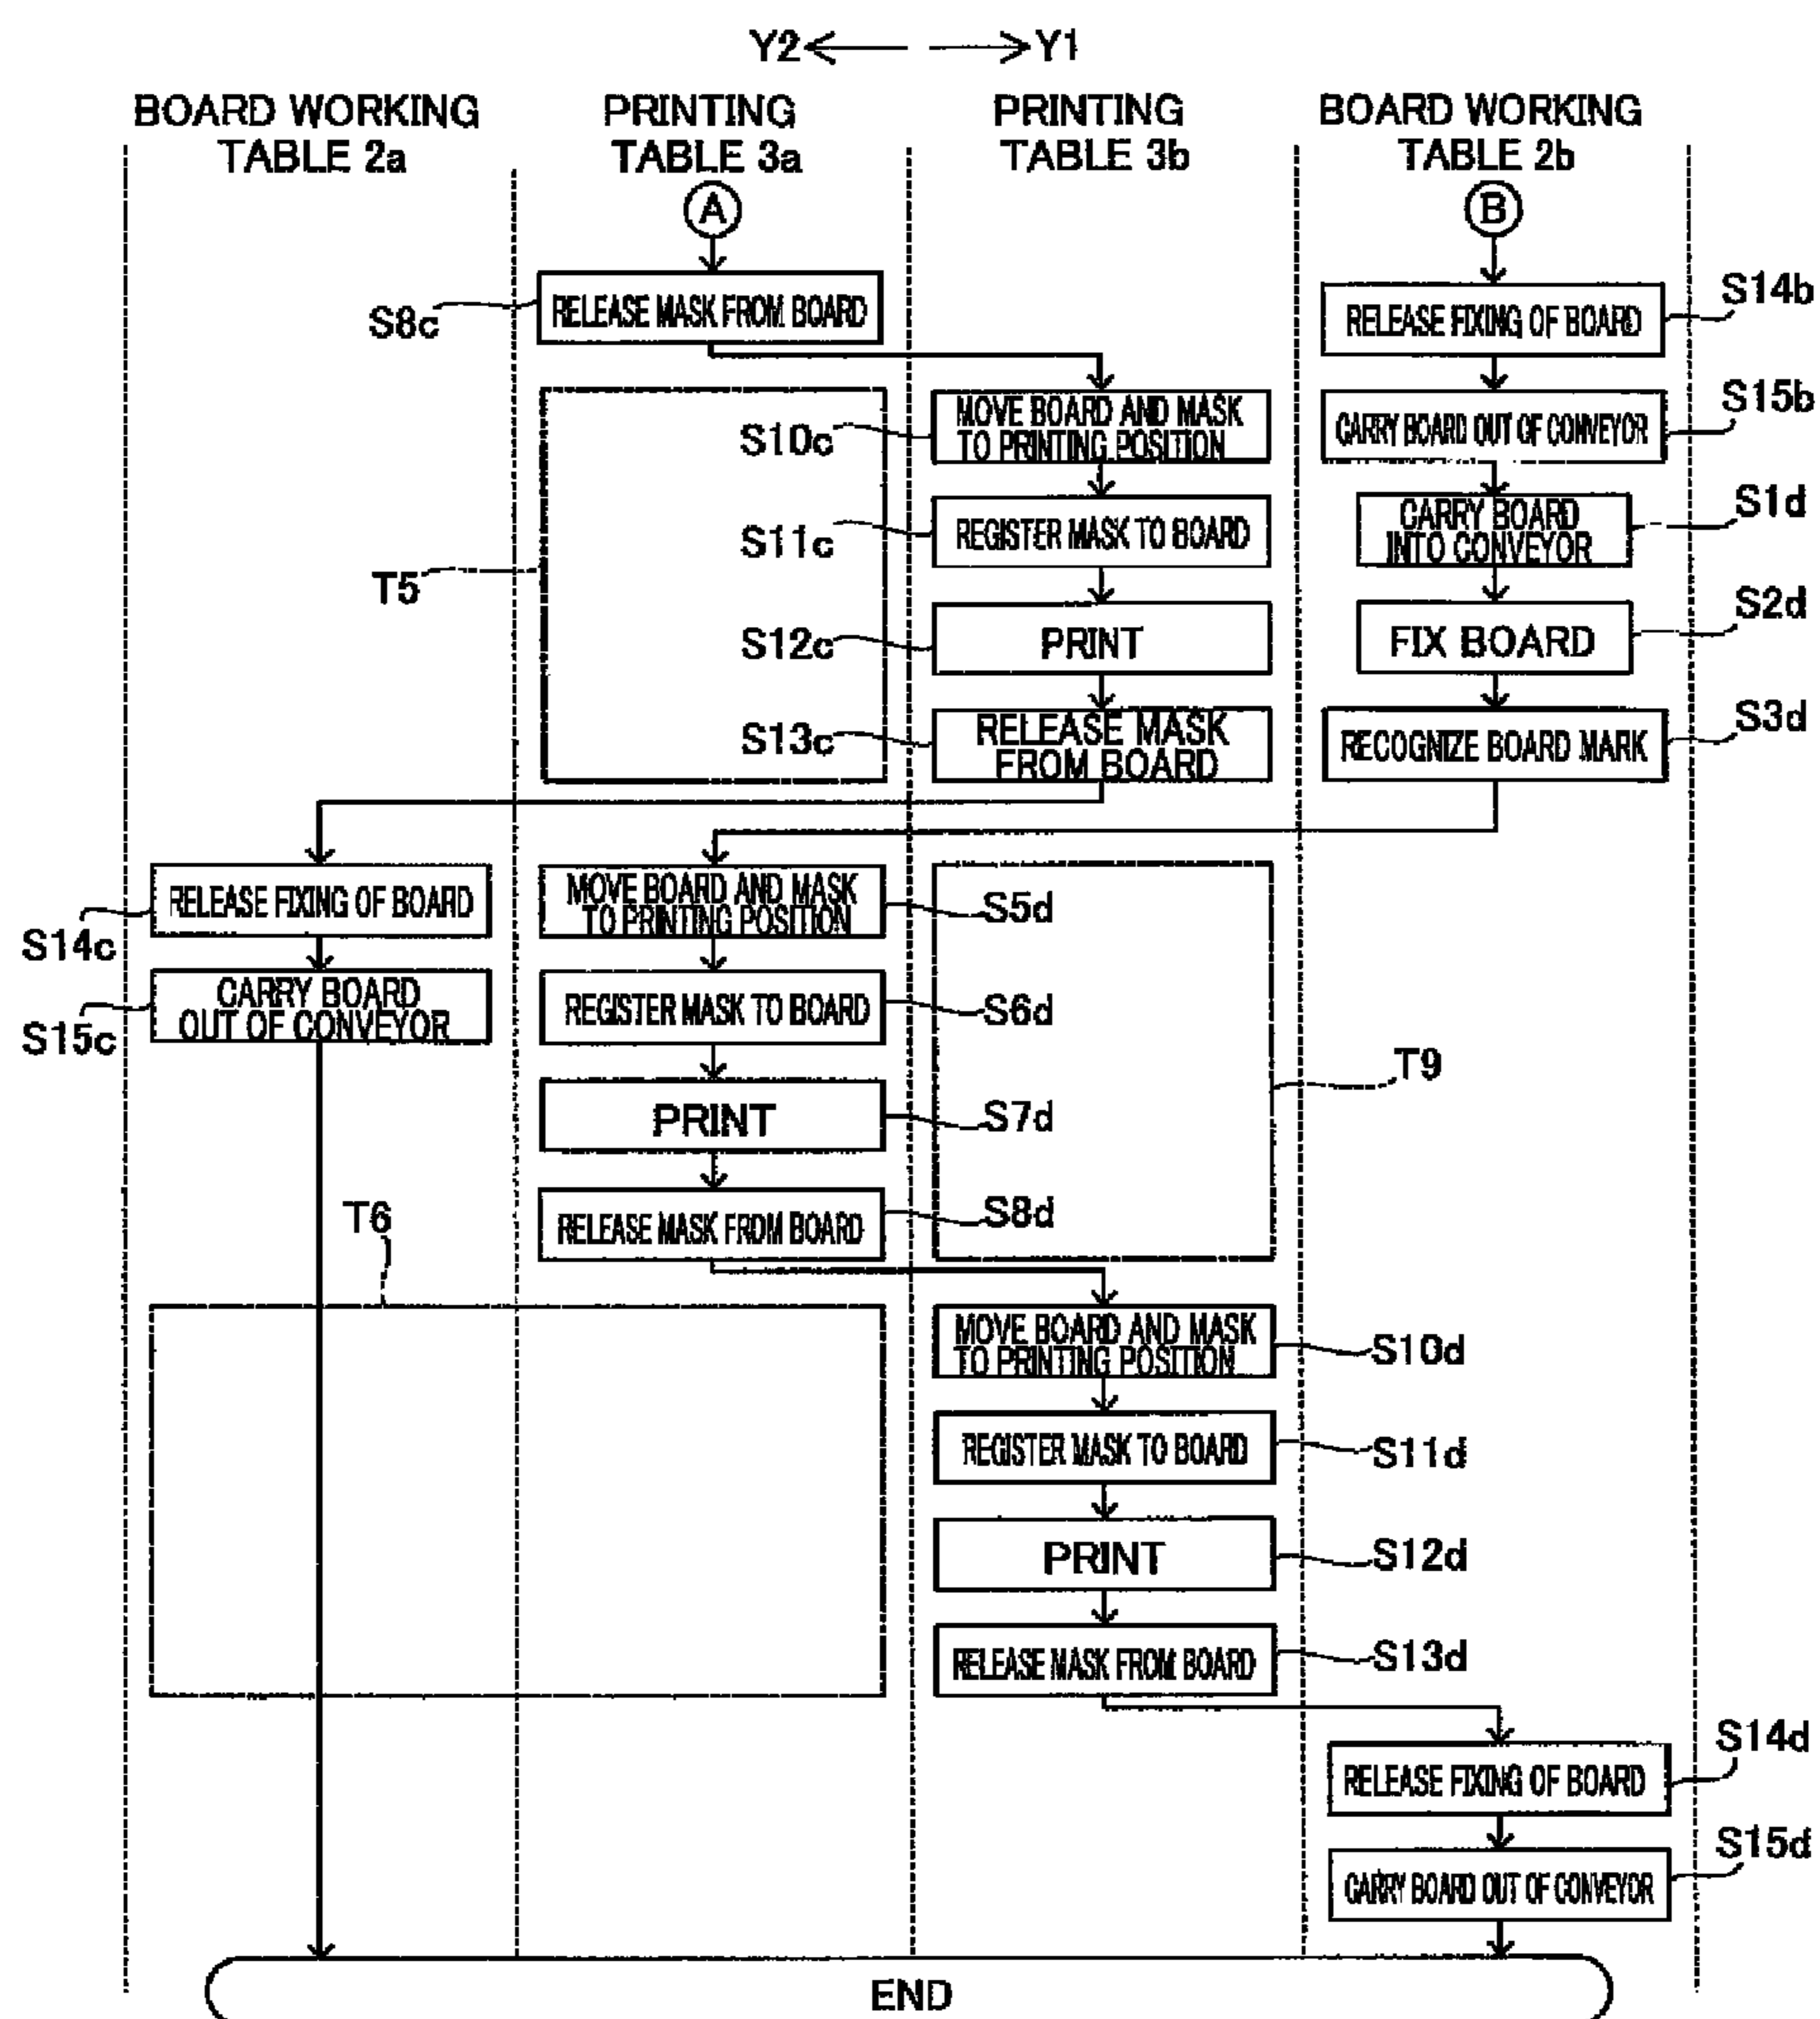 Y2 Y1
BOARD WORKING
TABLE 2a
PRINTING
TABLE 3a
PRINTING
TABLE 3b
BOARD WORKING
TABLE 2b
A
B
RELEASE MASK FROM BOARD
S8c
RELEASE FIXING OF BOARD
S14b
MOVE BOARD AND MASK
TO PRINTING POSITION
S10c
CARRY BOARD OUT OF CONVEYOR
S15b
REGISTER MASK TO BOARD
S11c
CARRY BOARD
INTO CONVEYOR
S1d
T5
PRINT
S12c
FIX BOARD
S2d
RELEASE MASK
FROM BOARD
S13c
RECOGNIZE BOARD MARK
S3d
RELEASE FIXING OF BOARD
S14c
MOVE BOARD AND MASK
TO PRINTING POSITION
S5d
CARRY BOARD
OUT OF CONVEYOR
S15c
REGISTER MASK TO BOARD
S6d
T9
PRINT
S7d
RELEASE MASK FROM BOARD
S8d
T6
MOVE BOARD AND MASK
TO PRINTING POSITION
S10d
REGISTER MASK TO BOARD
S11d
PRINT
S12d
RELEASE MASK FROM BOARD
S13d
RELEASE FIXING OF BOARD
S14d
CARRY BOARD OUT OF CONVEYOR
S15d
END